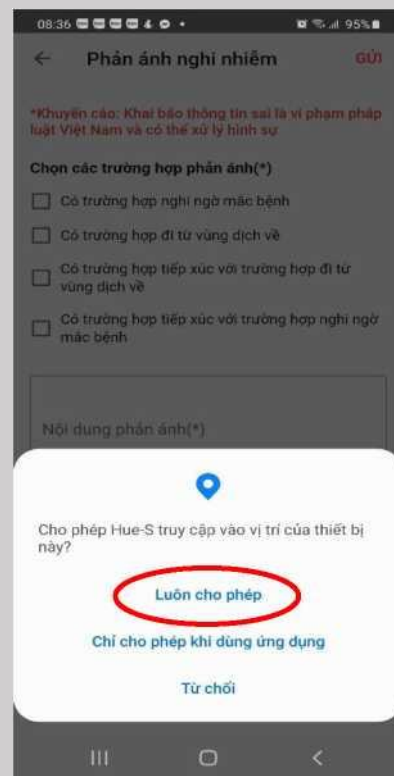 08:36 95%
Phản ánh nghi nhiễm GỬI
*Khuyến cáo: Khai báo thông tin sai là vi phạm pháp
luật Việt Nam và có thể xử lý hình sự
Chọn các trường hợp phản ánh(*)
Có trường hợp nghi ngờ mắc bệnh
Có trường hợp đi từ vùng dịch về
Có trường hợp tiếp xúc với trường hợp đi từ
vùng dịch về
Có trường hợp tiếp xúc với trường hợp nghi ngờ
mắc bệnh
Nội dung phản ánh(*)
Cho phép Hue-S truy cập vào vị trí của thiết bị
này?
Luôn cho phép
Chỉ cho phép khi dùng ứng dụng
Từ chối